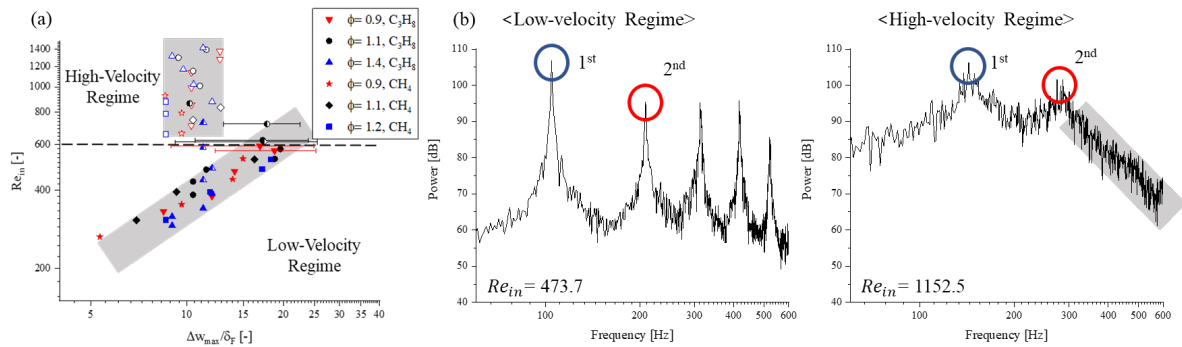 (a)
1400
1200
1000
800
600
400
200
Re_in [-]
High-Velocity
Regime
Low-Velocity
Regime
5
10
15
20
25
30
35
40
Δw_max/δ_F [-]
ϕ= 0.9, C₃H₈
ϕ= 1.1, C₃H₈
ϕ= 1.4, C₃H₈
ϕ= 0.9, CH₄
ϕ= 1.1, CH₄
ϕ= 1.2, CH₄
(b)
<Low-velocity Regime>
110
100
90
80
70
60
50
40
Power [dB]
1st
2nd
Re_in = 473.7
100
200
300
400
500
600
Frequency [Hz]
<High-velocity Regime>
110
100
90
80
70
60
50
40
Power [dB]
1st
2nd
Re_in = 1152.5
100
200
300
400
500
600
Frequency [Hz]